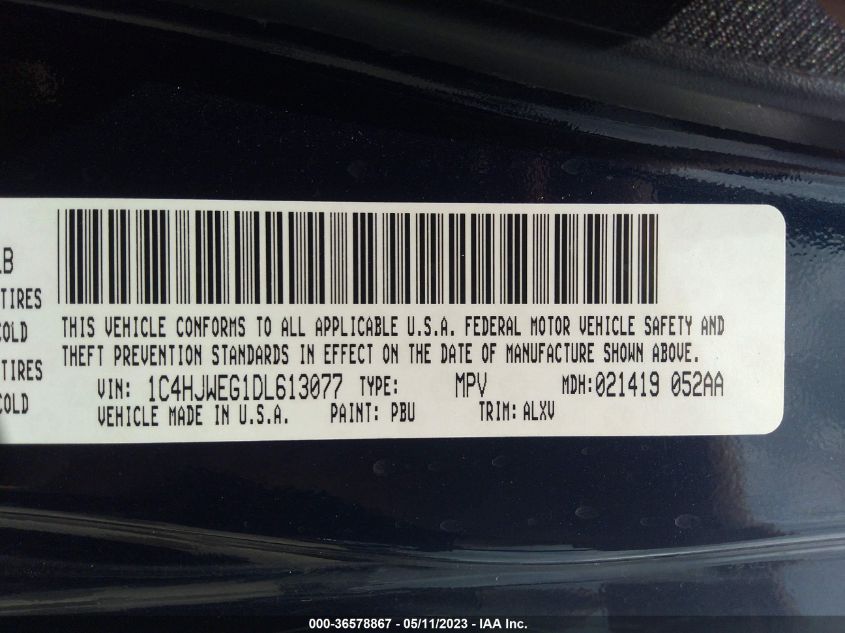 LB
TIRES
COLD
TIRES
COLD
THIS VEHICLE CONFORMS TO ALL APPLICABLE U.S.A. FEDERAL MOTOR VEHICLE SAFETY AND
THEFT PREVENTION STANDARDS IN EFFECT ON THE DATE OF MANUFACTURE SHOWN ABOVE.
VIN: 1C4HJWEG1DL613077 TYPE: MPV MDH:021419 052AA
VEHICLE MADE IN U.S.A. PAINT: PBU TRIM: ALXV
000-36578867 - 05/11/2023 - IAA Inc.